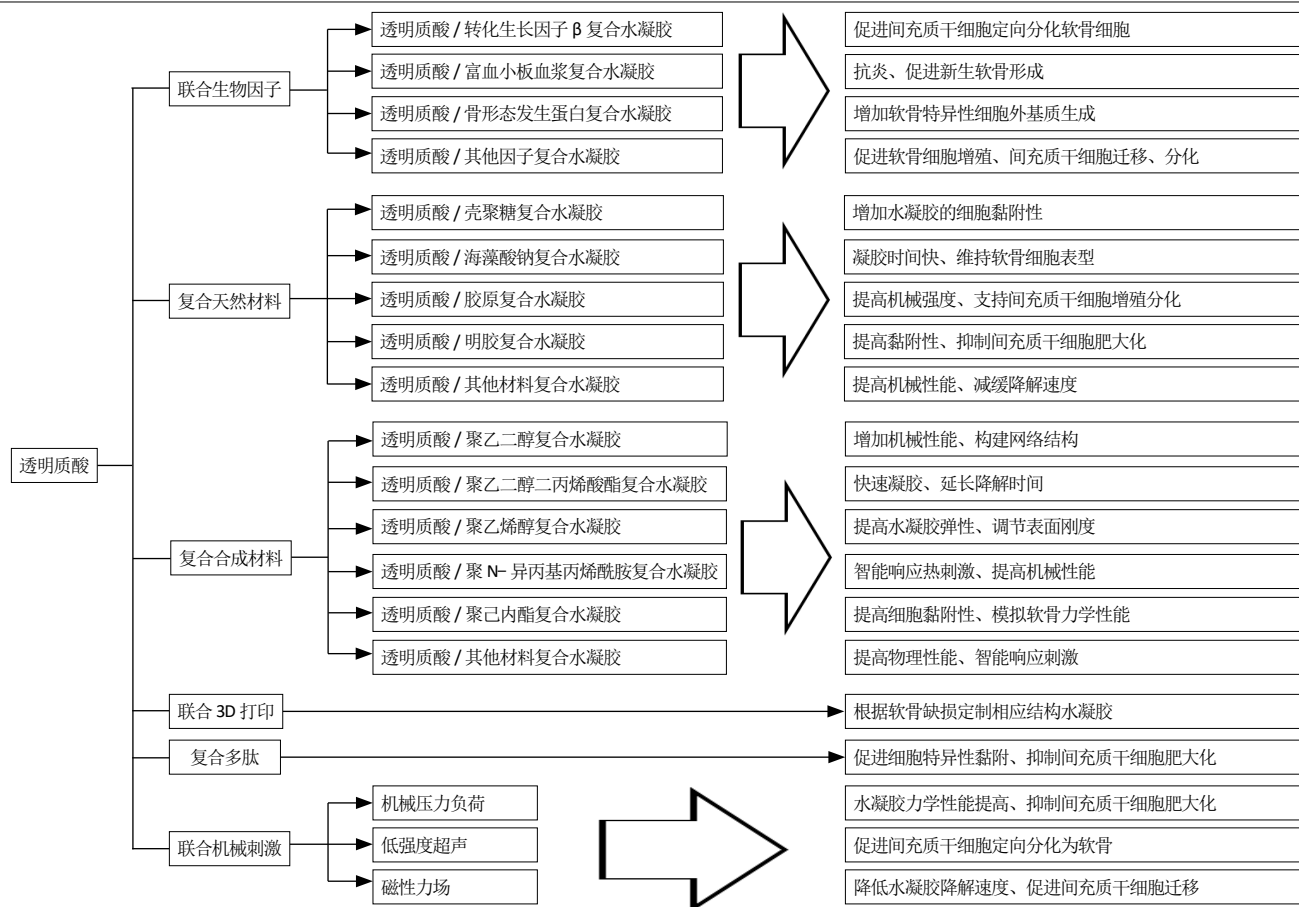 透明质酸
联合生物因子
透明质酸 / 转化生长因子 β 复合水凝胶
促进间充质干细胞定向分化软骨细胞
透明质酸 / 富血小板血浆复合水凝胶
抗炎、促进新生软骨形成
透明质酸 / 骨形态发生蛋白复合水凝胶
增加软骨特异性细胞外基质生成
透明质酸 / 其他因子复合水凝胶
促进软骨细胞增殖、间充质干细胞迁移、分化
复合天然材料
透明质酸 / 壳聚糖复合水凝胶
增加水凝胶的细胞黏附性
透明质酸 / 海藻酸钠复合水凝胶
凝胶时间快、维持软骨细胞表型
透明质酸 / 胶原复合水凝胶
提高机械强度、支持间充质干细胞增殖分化
透明质酸 / 明胶复合水凝胶
提高黏附性、抑制间充质干细胞肥大化
透明质酸 / 其他材料复合水凝胶
提高机械性能、减缓降解速度
复合合成材料
透明质酸 / 聚乙二醇复合水凝胶
增加机械性能、构建网络结构
透明质酸 / 聚乙二醇二丙烯酸酯复合水凝胶
快速凝胶、延长降解时间
透明质酸 / 聚乙烯醇复合水凝胶
提高水凝胶弹性、调节表面刚度
透明质酸 / 聚 N- 异丙基丙烯酰胺复合水凝胶
智能响应热刺激、提高机械性能
透明质酸 / 聚己内酯复合水凝胶
提高细胞黏附性、模拟软骨力学性能
透明质酸 / 其他材料复合水凝胶
提高物理性能、智能响应刺激
联合 3D 打印
根据软骨缺损定制相应结构水凝胶
复合多肽
促进细胞特异性黏附、抑制间充质干细胞肥大化
联合机械刺激
机械压力负荷
水凝胶力学性能提高、抑制间充质干细胞肥大化
低强度超声
促进间充质干细胞定向分化为软骨
磁性力场
降低水凝胶降解速度、促进间充质干细胞迁移